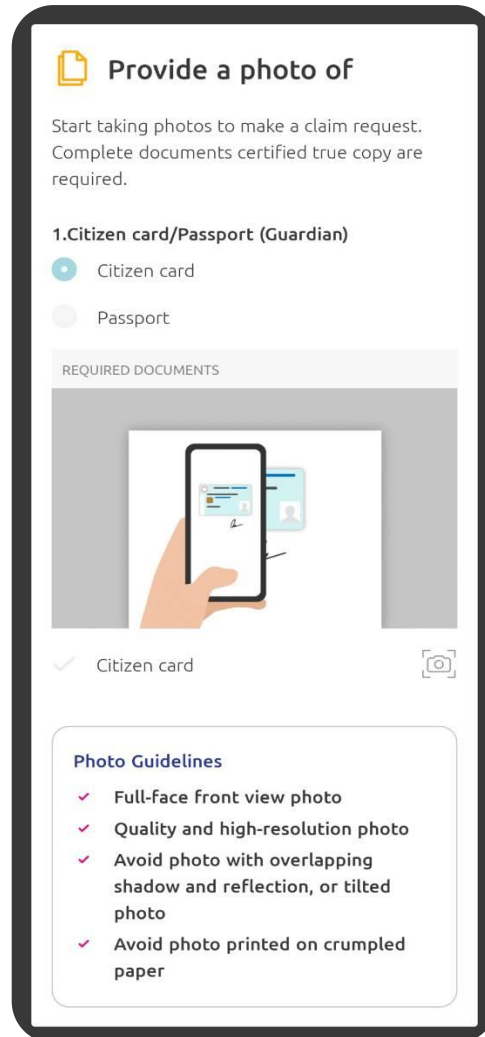 Provide a photo of
Start taking photos to make a claim request.
Complete documents certified true copy are
required.
1.Citizen card/Passport (Guardian)
Citizen card
Passport
REQUIRED DOCUMENTS
Citizen card
Photo Guidelines
Full-face front view photo
Quality and high-resolution photo
Avoid photo with overlapping
shadow and reflection, or tilted
photo
Avoid photo printed on crumpled
paper